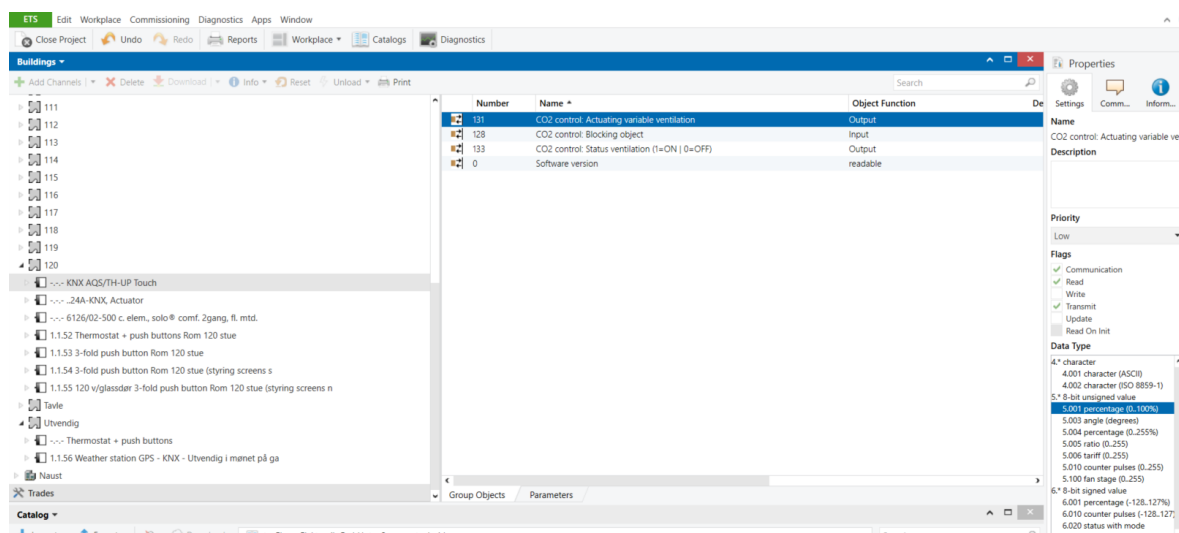 ETS Edit Workplace Commissioning Diagnostics Apps Window
Close Project Undo Redo Reports Workplace Catalogs Diagnostics
Buildings
Add Channels Delete Download Info Reset Unload Print Search
111
112
113
114
115
116
117
118
119
120
-.-.- KNX AQS/TH-UP Touch
-.-.- ..24A-KNX, Actuator
-.-.- 6126/02-500 c. elem., solo® comf. 2gang, fl. mtd.
1.1.52 Thermostat + push buttons Rom 120 stue
1.1.53 3-fold push button Rom 120 stue
1.1.54 3-fold push button Rom 120 stue (styring screens s
1.1.55 120 v/glassdør 3-fold push button Rom 120 stue (styring screens n
Tavle
Utvendig
-.-.- Thermostat + push buttons
1.1.56 Weather station GPS - KNX - Utvendig i mønet på ga
Naust
Trades
Number Name Object Function De
131 CO2 control: Actuating variable ventilation Output
128 CO2 control: Blocking object Input
133 CO2 control: Status ventilation (1=ON | 0=OFF) Output
0 Software version readable
Group Objects Parameters
Catalog
Properties
Settings Comm... Inform...
Name
CO2 control: Actuating variable ve
Description
Priority
Low
Flags
Communication
Read
Write
Transmit
Update
Read On Init
Data Type
4.* character
4.001 character (ASCII)
4.002 character (ISO 8859-1)
5.* 8-bit unsigned value
5.001 percentage (0..100%)
5.003 angle (degrees)
5.004 percentage (0..255%)
5.005 ratio (0..255)
5.006 tariff (0..255)
5.010 counter pulses (0..255)
5.100 fan stage (0..255)
6.* 8-bit signed value
6.001 percentage (-128..127%)
6.010 counter pulses (-128..127)
6.020 status with mode